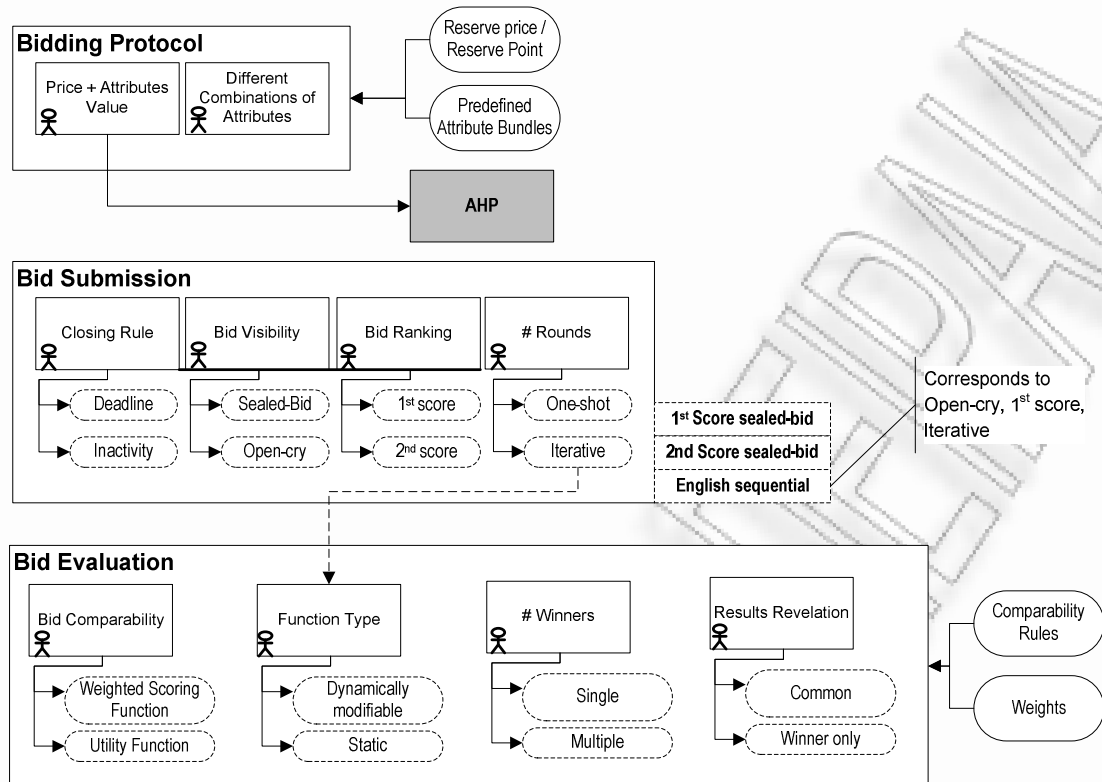 Bidding Protocol
Price + Attributes
Value
Different
Combinations of
Attributes
Reserve price /
Reserve Point
Predefined
Attribute Bundles
AHP
Bid Submission
Closing Rule
Bid Visibility
Bid Ranking
# Rounds
Deadline
Sealed-Bid
1st score
One-shot
Inactivity
Open-cry
2nd score
Iterative
1st Score sealed-bid
2nd Score sealed-bid
English sequential
Corresponds to
Open-cry, 1st score,
Iterative
Bid Evaluation
Bid Comparability
Function Type
# Winners
Results Revelation
Weighted Scoring
Function
Dynamically
modifiable
Single
Common
Utility Function
Static
Multiple
Winner only
Comparability
Rules
Weights